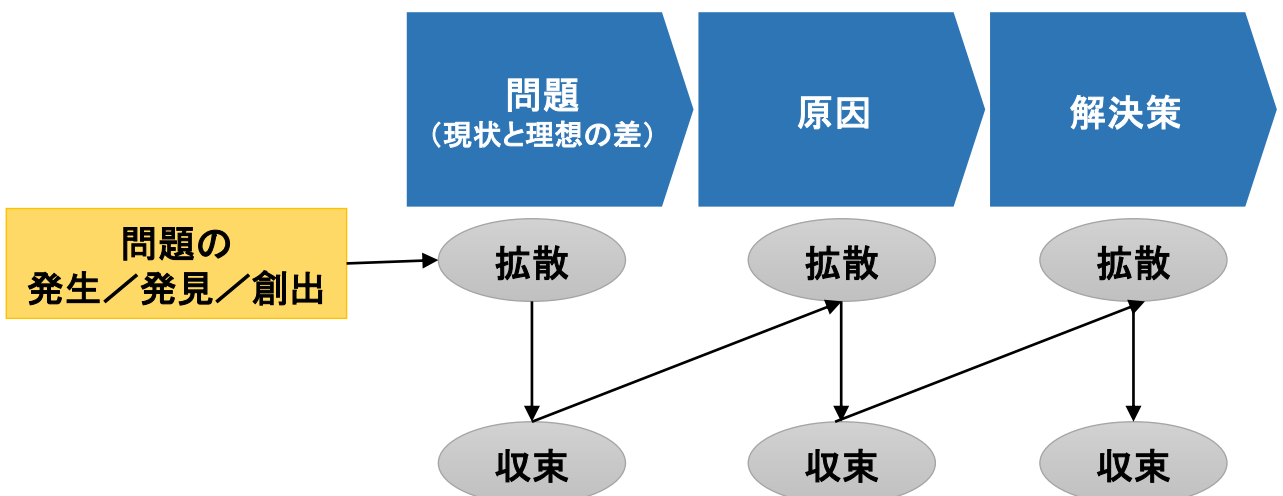 問題
（現状と理想の差）
原因
解決策
問題の
発生／発見／創出
拡散
拡散
拡散
収束
収束
収束